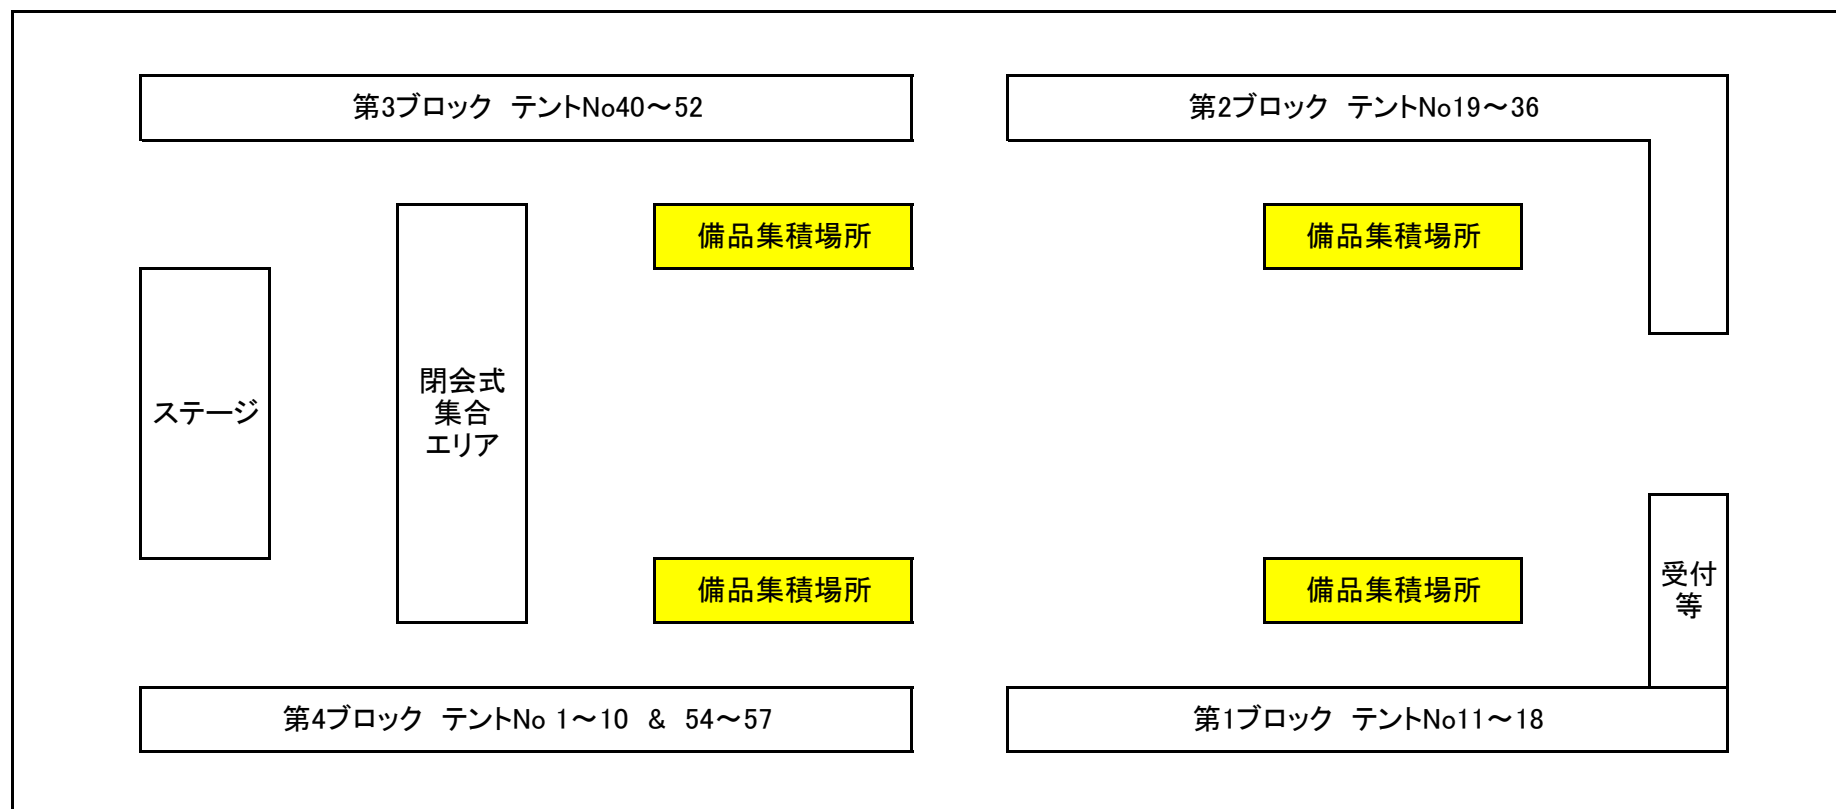 第3ブロック　テントNo40～52
第2ブロック　テントNo19～36
備品集積場所
備品集積場所
ステージ
閉会式
集合
エリア
備品集積場所
備品集積場所
受付
等
第4ブロック　テントNo 1～10　&　54～57
第1ブロック　テントNo11～18